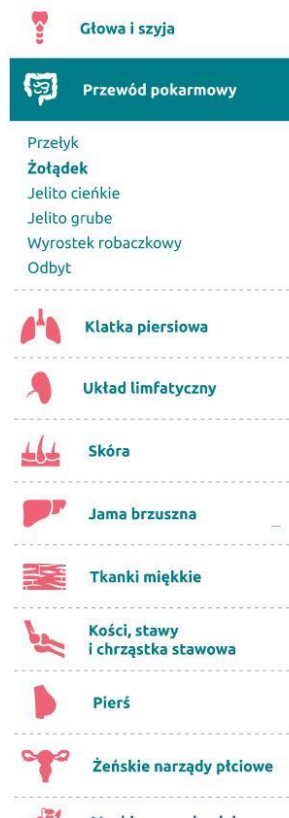 Głowa i szyja
Przewód pokarmowy
Przełyk
Żołądek
Jelito cieńkie
Jelito grube
Wyrostek robaczkowy
Odbyt
Klatka piersiowa
Układ limfatyczny
Skóra
Jama brzuszna
Tkanki miękkie
Kości, stawy
i chrząstka stawowa
Pierś
Żeńskie narządy płciowe